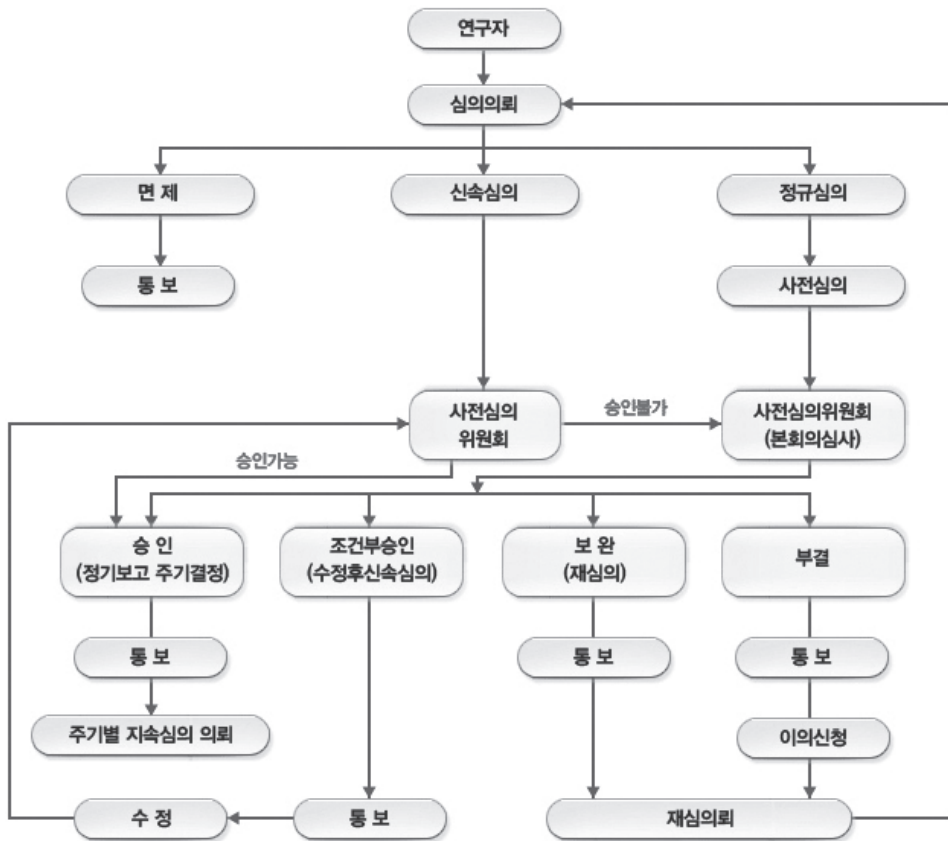 연구자
심의의뢰
면 제
신속심의
정규심의
통 보
사전심의
사전심의
위원회
승인불가
사전심의위원회
(본회의심사)
승인가능
승 인
(정기보고 주기결정)
조건부승인
(수정후신속심의)
보 완
(재심의)
부결
통 보
통 보
통 보
주기별 지속심의 의뢰
이의신청
수 정
통 보
재심의뢰